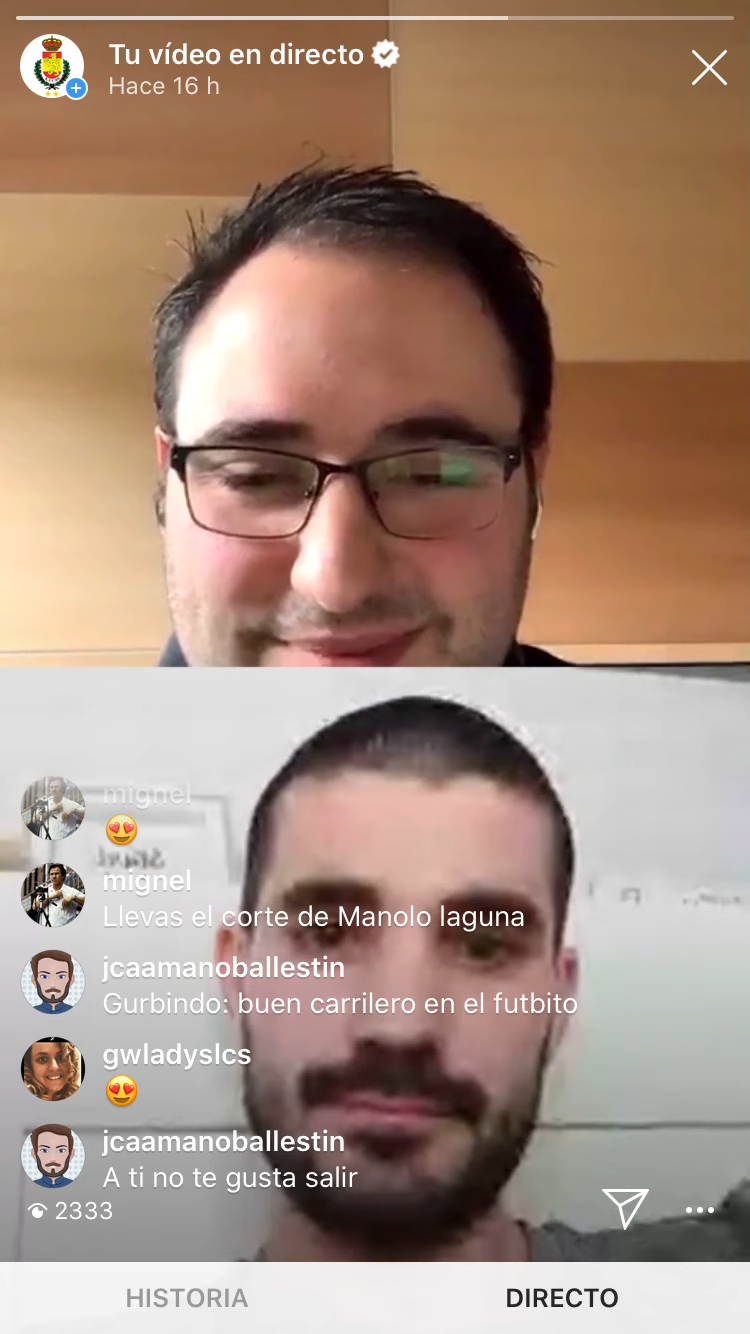 Tu vídeo en directo
Hace 16 h
mignel
😍
mignel
Llevas el corte de Manolo laguna
jcaamanoballestin
Gurbindo: buen carrilero en el futbito
gwladyslcs
😍
jcaamanoballestin
A ti no te gusta salir
2333
HISTORIA
DIRECTO